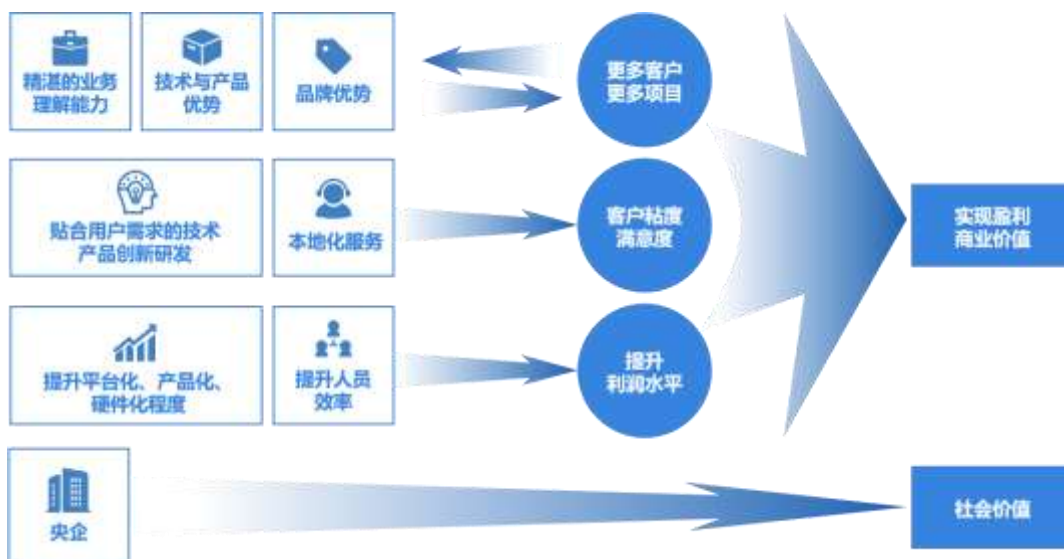 精湛的业务
理解能力
技术与产品
优势
品牌优势
更多客户
更多项目
贴合用户需求的技术
产品创新研发
本地化服务
客户粘度
满意度
实现盈利
商业价值
提升平台化、产品化、
硬件化程度
提升人员
效率
提升
利润水平
央企
社会价值